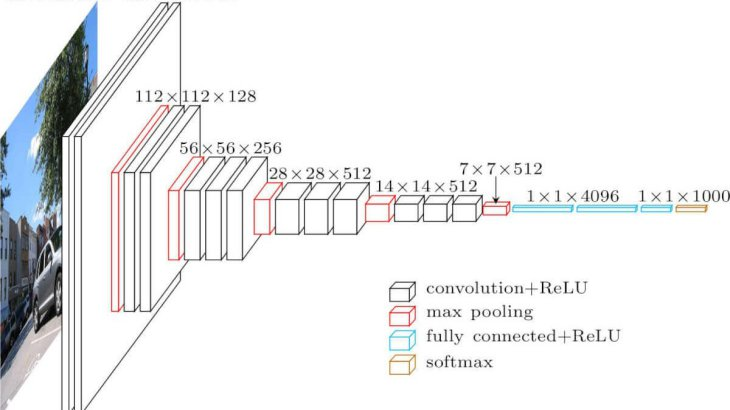 112×112×128
56×56×256
28×28×512
14×14×512
7×7×512
1×1×4096
1×1×1000
convolution+ReLU
max pooling
fully connected+ReLU
softmax